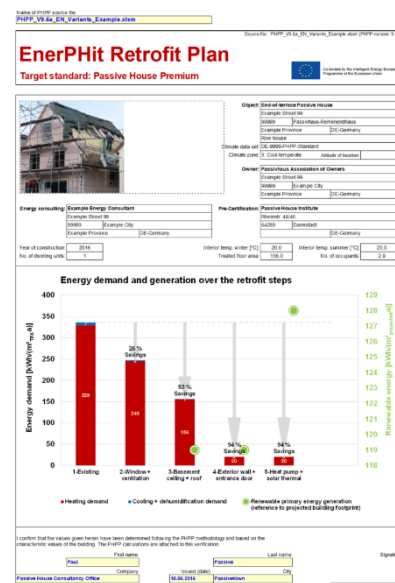 Name of PHPP source file:
PHPP_V9.6a_EN_Variants_Example.xlsm
Source file: 'PHPP_V9.6a_EN_Variants_Example.xlsm (PHPP version: 9.
EnerPHit Retrofit Plan
Target standard: Passive House Premium
Co-funded by the Intelligent Energy Europe
Programme of the European Union
Object: End-of-terrace Passive House
Example Street 99
99999 Passivhaus-Reihenendhaus
Example Province DE-Germany
Row house
Climate data set: DE-9999-PHPP-Standard
Climate zone: 3: Cool-temperate Altitude of location:
Owner: Passivhaus Association of Owners
Example Street 99
99999 Example City
Example Province DE-Germany
Energy consulting: Example Energy Consultant Pre-Certification: Passive House Institute
Example Street 99 Rheinstr. 44/46
99999 Example City 64283 Darmstadt
Example Province DE-Germany DE-Germany
Year of construction: 2016 Interior temp. winter [°C]: 20.0 Interior temp. summer [°C]: 25.0
No. of dwelling units: 1 Treated floor area: 156.0 No. of occupants: 2.9
Energy demand and generation over the retrofit steps
400 129
350 128
300 127
250 126
200 125
150 124
100 123
50 122
0 121
120
119
118
Energy demand [kWh/(m²TFAa)]
Renewable energy [kWh/(m²projected a)]
26 %
Savings
53 %
Savings
94 %
Savings
94 %
Savings
329
246
156
20
20
1-Existing 2-Window + ventilation 3-Basement ceiling + roof 4-Exterior wall + entrance door 5-Heat pump + solar thermal
Heating demand Cooling + dehumidification demand Renewable primary energy generation
(reference to projected building footprint)
I confirm that the values given herein have been determined following the PHPP methodology and based on the
characteristic values of the building. The PHPP calculations are attached to this verification.
First name Last name Signat
Paul Passive
Company Issued (date) City
Passive House Consultancy Office 10.06.2016 Passivetown